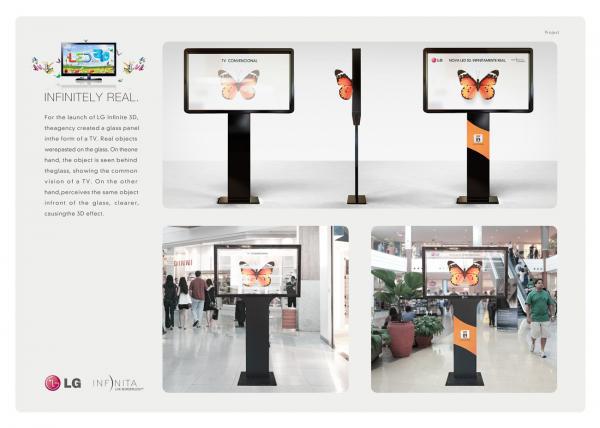 Project
LED 3D
INFINITELY REAL.
For the launch of LG Infinite 3D,
theagency created a glass panel
inthe form of a TV. Real objects
werepasted on the glass. On theone
hand, the object is seen behind
theglass, showing the common
vision of a TV. On the other
hand,perceives the same object
infront of the glass, clearer,
causingthe 3D effect.
TV CONVENCIONAL
LG
NOVA LED 3D. INFINITAMENTE REAL.
TV CONVENCIONAL
LG INFINITA